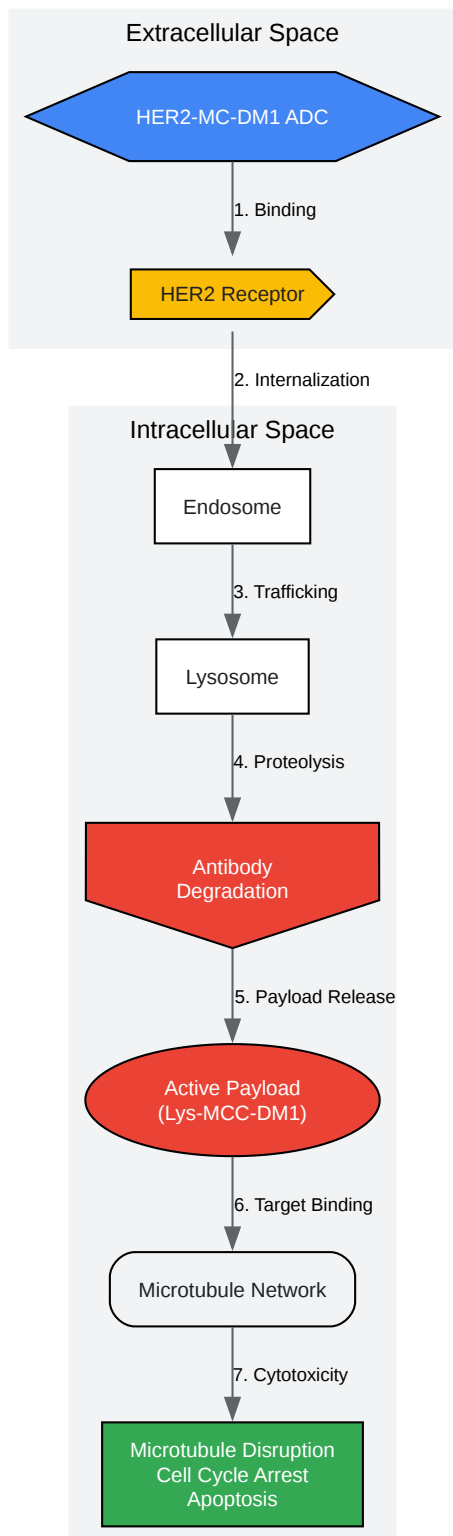 Extracellular Space
HER2-MC-DM1 ADC
1. Binding
HER2 Receptor
2. Internalization
Intracellular Space
Endosome
3. Trafficking
Lysosome
4. Proteolysis
Antibody
Degradation
5. Payload Release
Active Payload
(Lys-MCC-DM1)
6. Target Binding
Microtubule Network
7. Cytotoxicity
Microtubule Disruption
Cell Cycle Arrest
Apoptosis